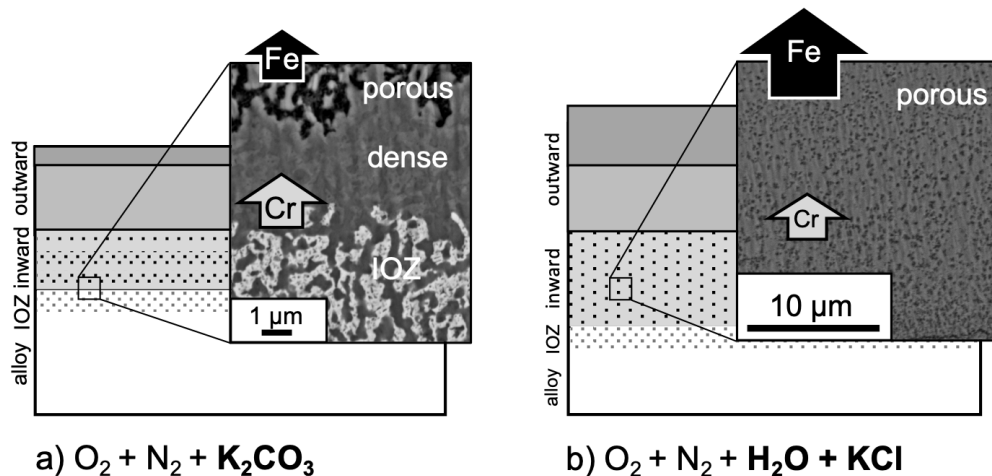 Fe
porous
dense
Cr
IOZ
1 µm
outward
inward
IOZ
alloy
a) O₂ + N₂ + K₂CO₃
Fe
porous
Cr
10 µm
outward
inward
IOZ
alloy
b) O₂ + N₂ + H₂O + KCl